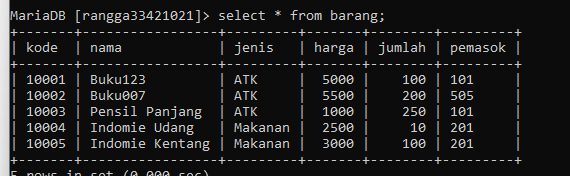 MariaDB [rangga33421021]> select * from barang;
+-------+-----------------+---------+-------+--------+---------+
| kode  | nama            | jenis   | harga | jumlah | pemasok |
+-------+-----------------+---------+-------+--------+---------+
| 10001 | Buku123         | ATK     |  5000 |    100 | 101     |
| 10002 | Buku007         | ATK     |  5500 |    200 | 505     |
| 10003 | Pensil Panjang  | ATK     |  1000 |    250 | 101     |
| 10004 | Indomie Udang   | Makanan |  2500 |     10 | 201     |
| 10005 | Indomie Kentang | Makanan |  3000 |    100 | 201     |
+-------+-----------------+---------+-------+--------+---------+
5 rows in set (0.000 sec)